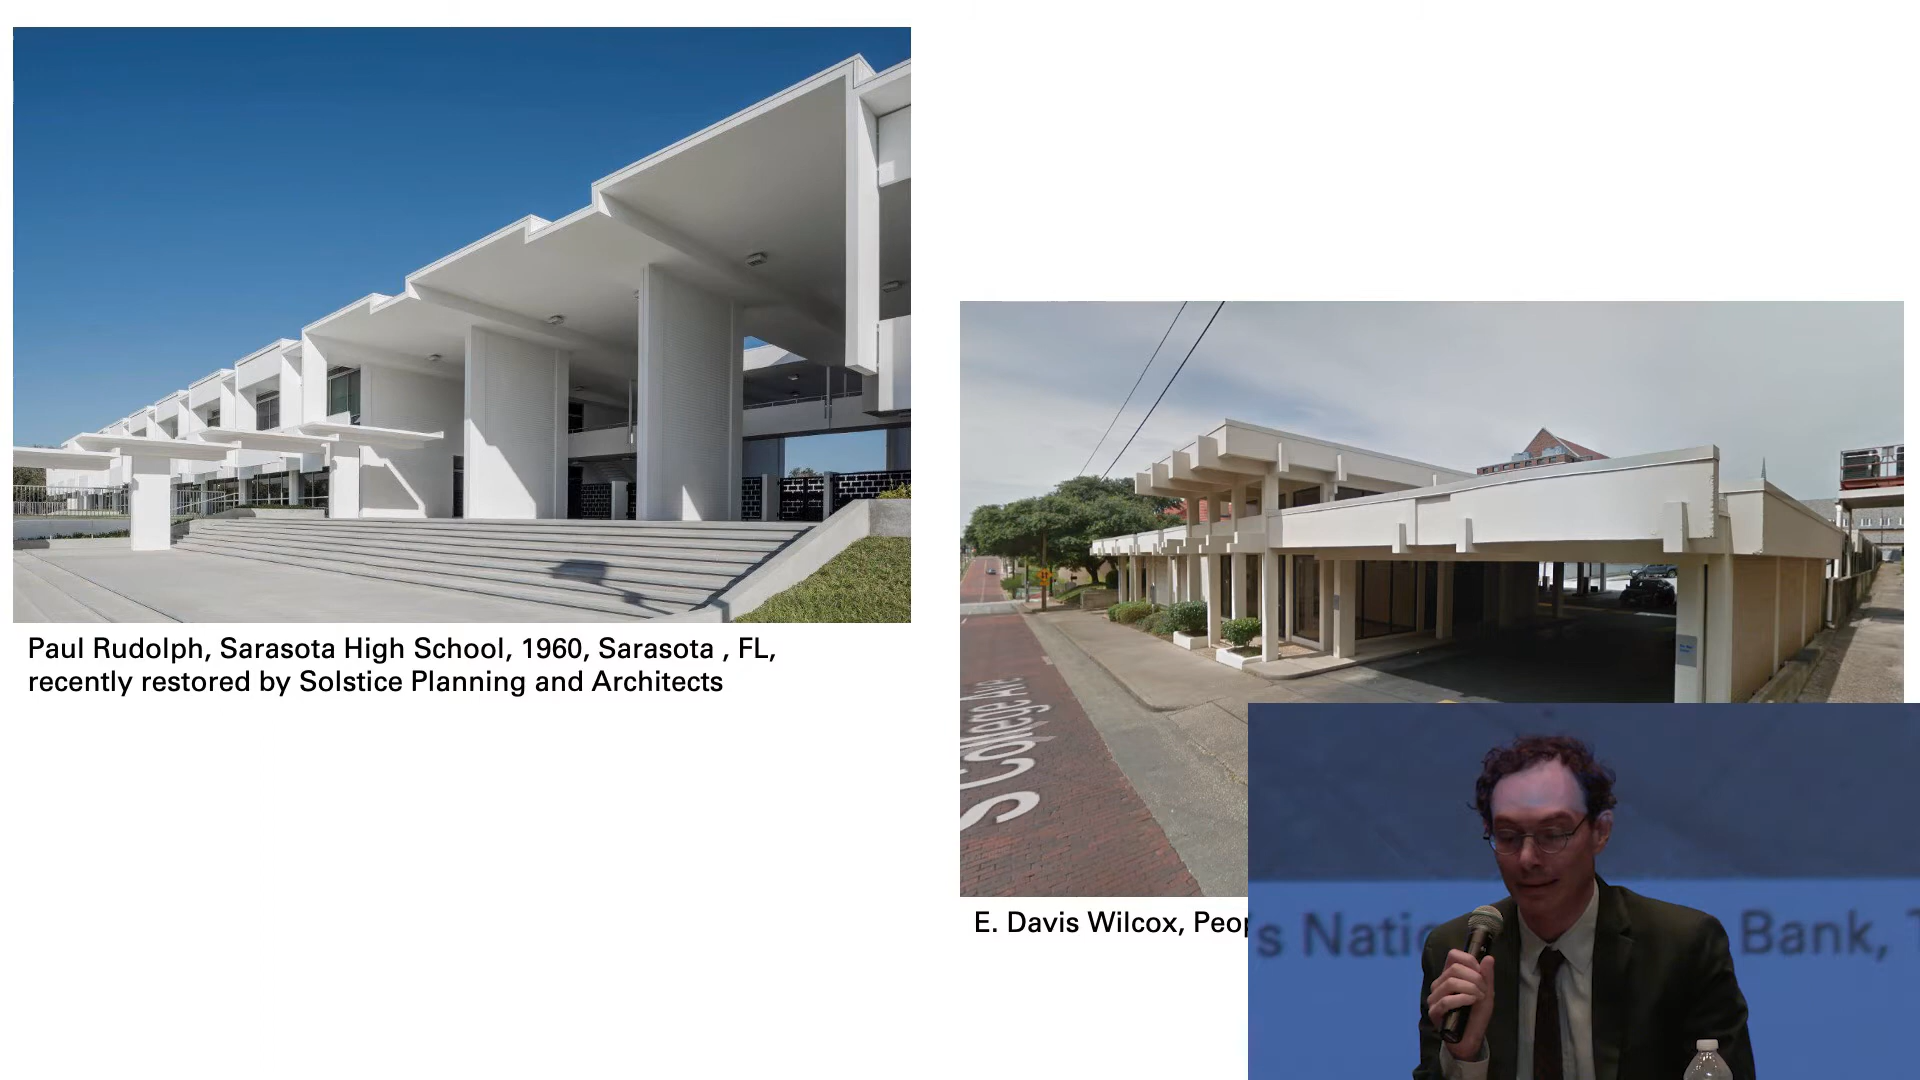 Paul Rudolph, Sarasota High School, 1960, Sarasota , FL,
recently restored by Solstice Planning and Architects
S College Ave
E. Davis Wilcox, Peop
s Natio
Bank,